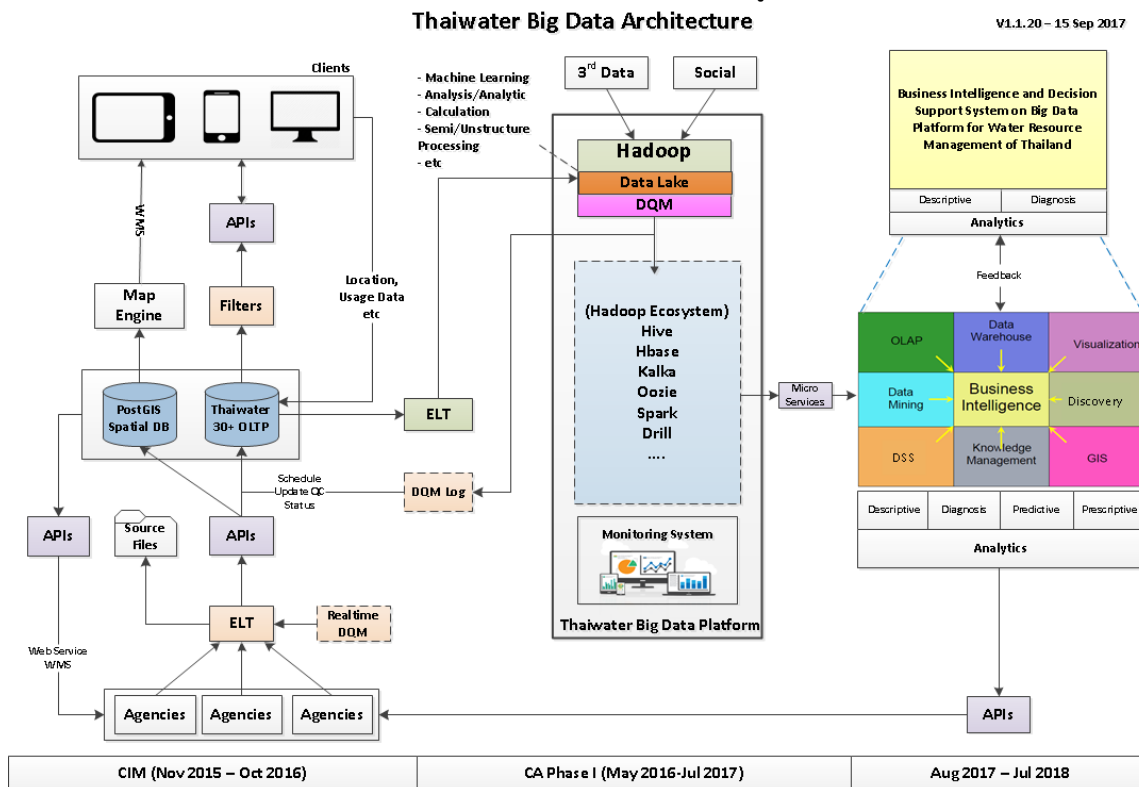 Thaiwater Big Data Architecture
V1.1.20 – 15 Sep 2017
Clients
- Machine Learning
- Analysis/Analytic
- Calculation
- Semi/Unstructure
Processing
- etc
3rd Data
Social
Hadoop
Data Lake
DQM
Business Intelligence and Decision
Support System on Big Data
Platform for Water Resource
Management of Thailand
Descriptive
Diagnosis
Analytics
Feedback
WMS
APIs
Location,
Usage Data
etc
Map
Engine
Filters
PostGIS
Spatial DB
Thaiwater
30+ OLTP
ELT
(Hadoop Ecosystem)
Hive
Hbase
Kalka
Oozie
Spark
Drill
....
Micro
Services
OLAP
Data
Warehouse
Visualization
Data
Mining
Business
Intelligence
Discovery
DSS
Knowledge
Management
GIS
Schedule
Update QC
Status
DQM Log
APIs
Source
Files
APIs
Descriptive
Diagnosis
Predictive
Prescriptive
Analytics
Monitoring System
Thaiwater Big Data Platform
ELT
Realtime
DQM
Web Service
WMS
Agencies
Agencies
Agencies
APIs
CIM (Nov 2015 – Oct 2016)
CA Phase I (May 2016-Jul 2017)
Aug 2017 – Jul 2018